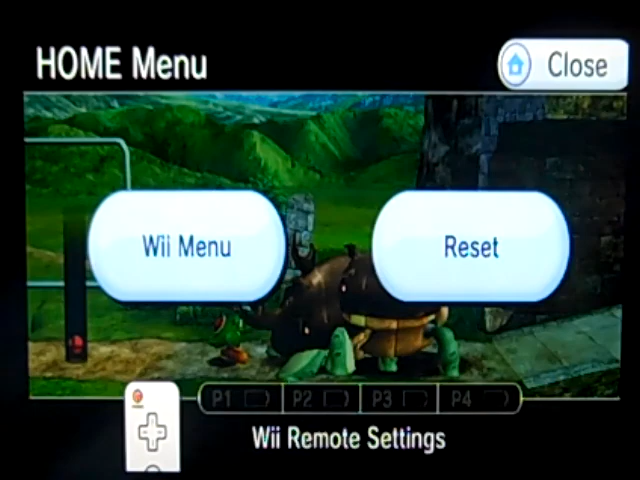 HOME Menu
Close
Wii Menu
Reset
P1 P2 P3 P4
Wii Remote Settings